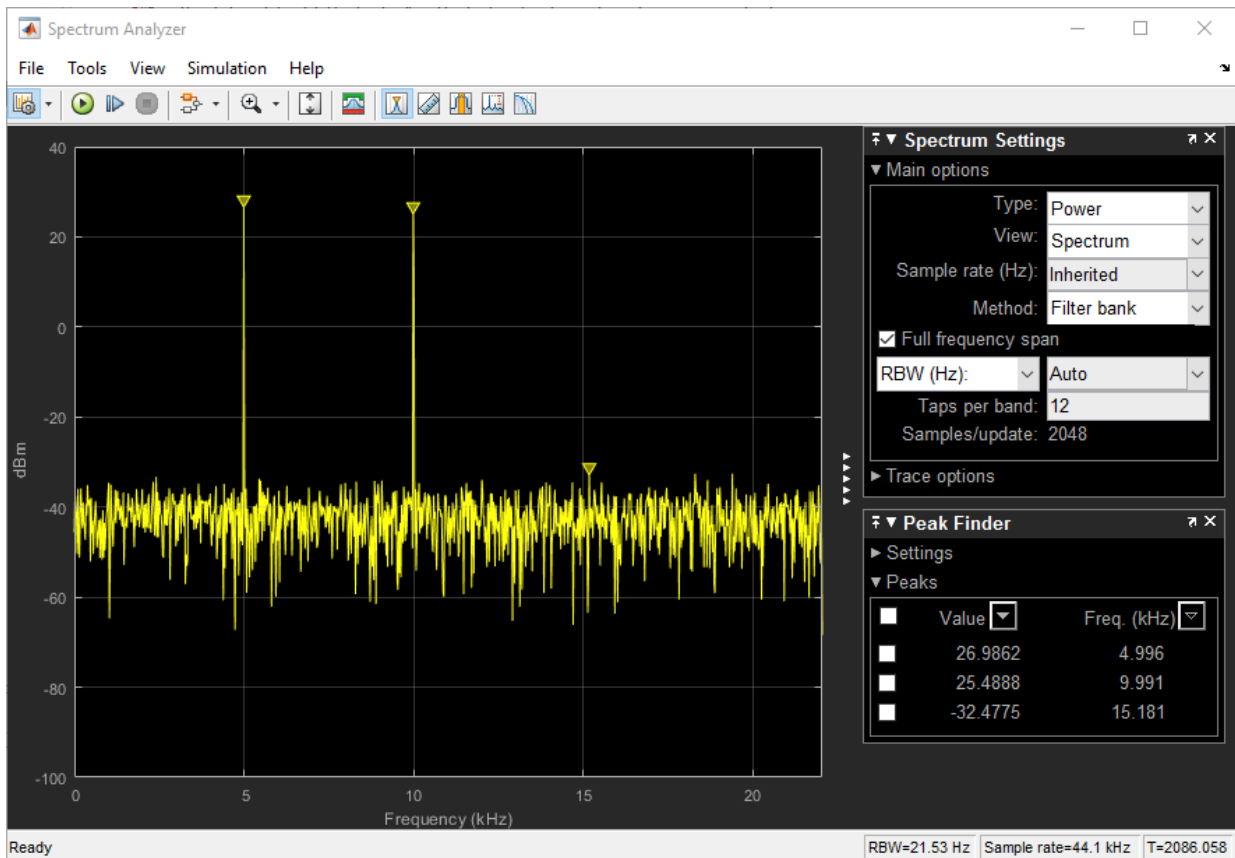 Spectrum Analyzer
File Tools View Simulation Help
40
20
0
-20
-40
-60
-80
-100
dBm
0 5 10 15 20
Frequency (kHz)
Spectrum Settings
Main options
Type: Power
View: Spectrum
Sample rate (Hz): Inherited
Method: Filter bank
Full frequency span
RBW (Hz): Auto
Taps per band: 12
Samples/update: 2048
Trace options
Peak Finder
Settings
Peaks
Value Freq. (kHz)
26.9862 4.996
25.4888 9.991
-32.4775 15.181
Ready RBW=21.53 Hz Sample rate=44.1 kHz T=2086.058